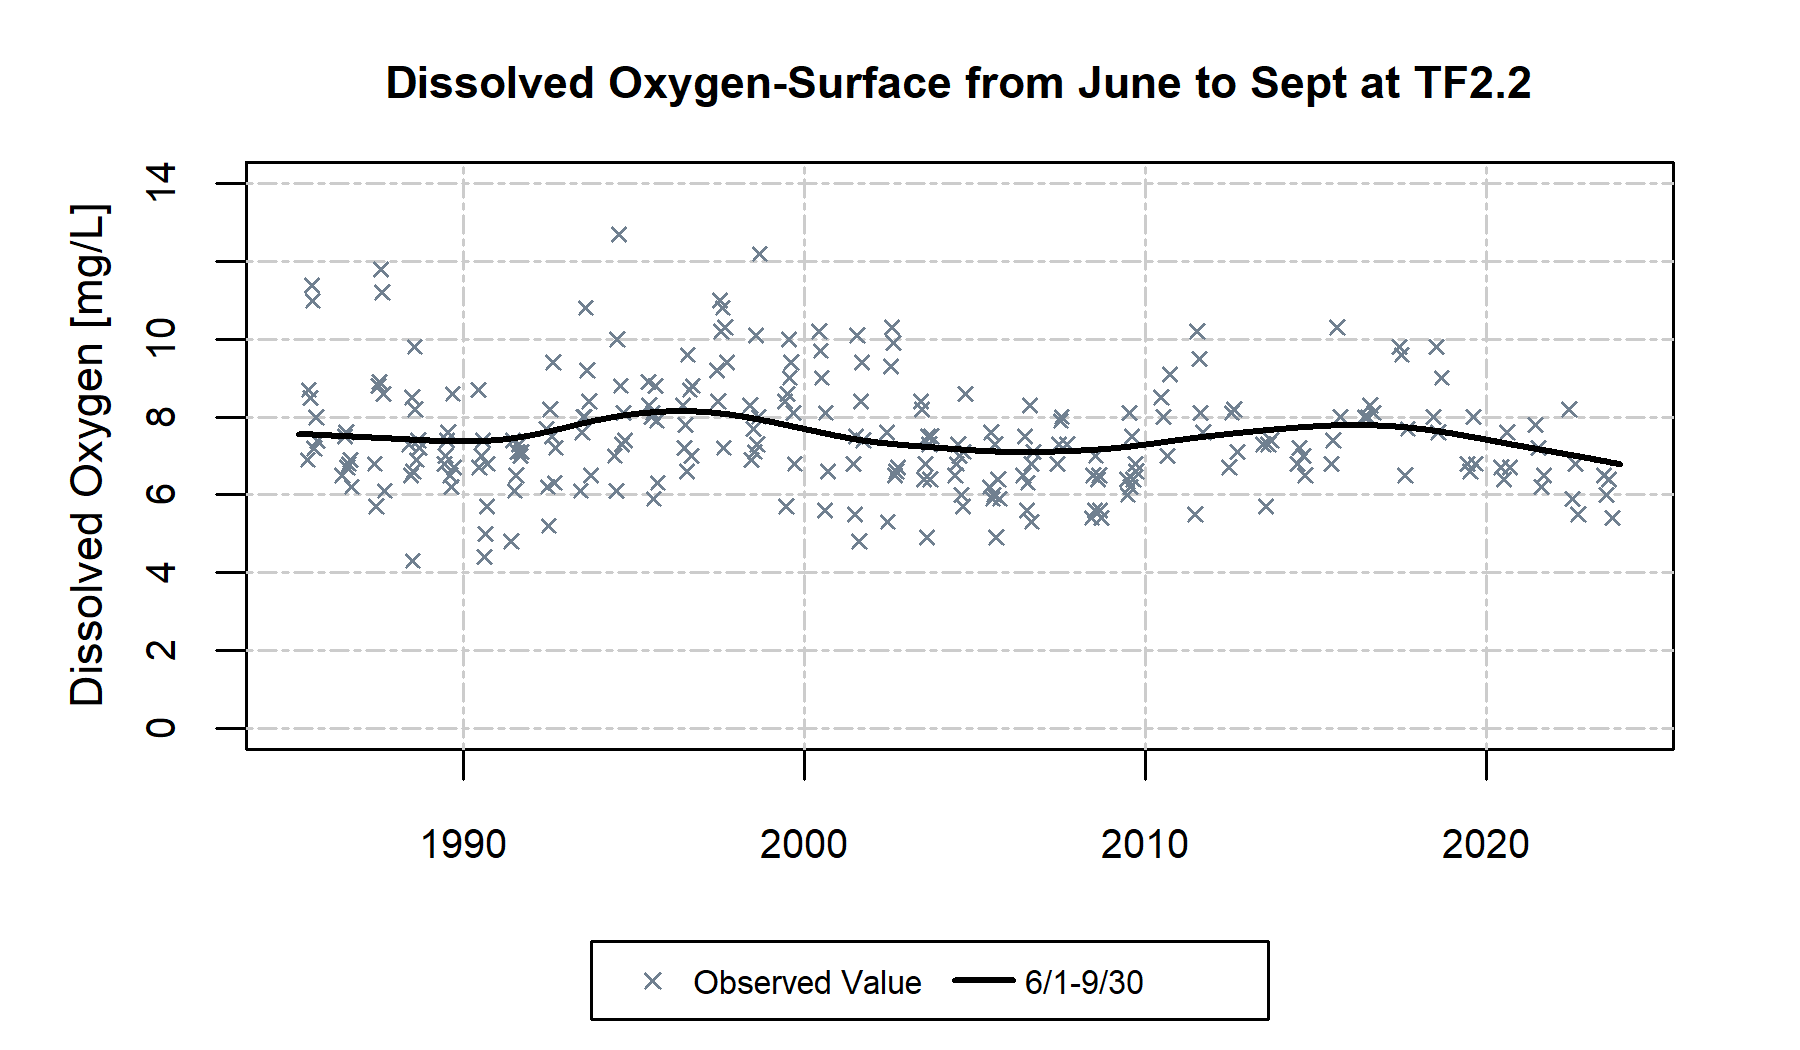 Dissolved Oxygen-Surface from June to Sept at TF2.2
Dissolved Oxygen [mg/L]
14
10
8
6
4
2
0
1990 2000 2010 2020
Observed Value 6/1-9/30